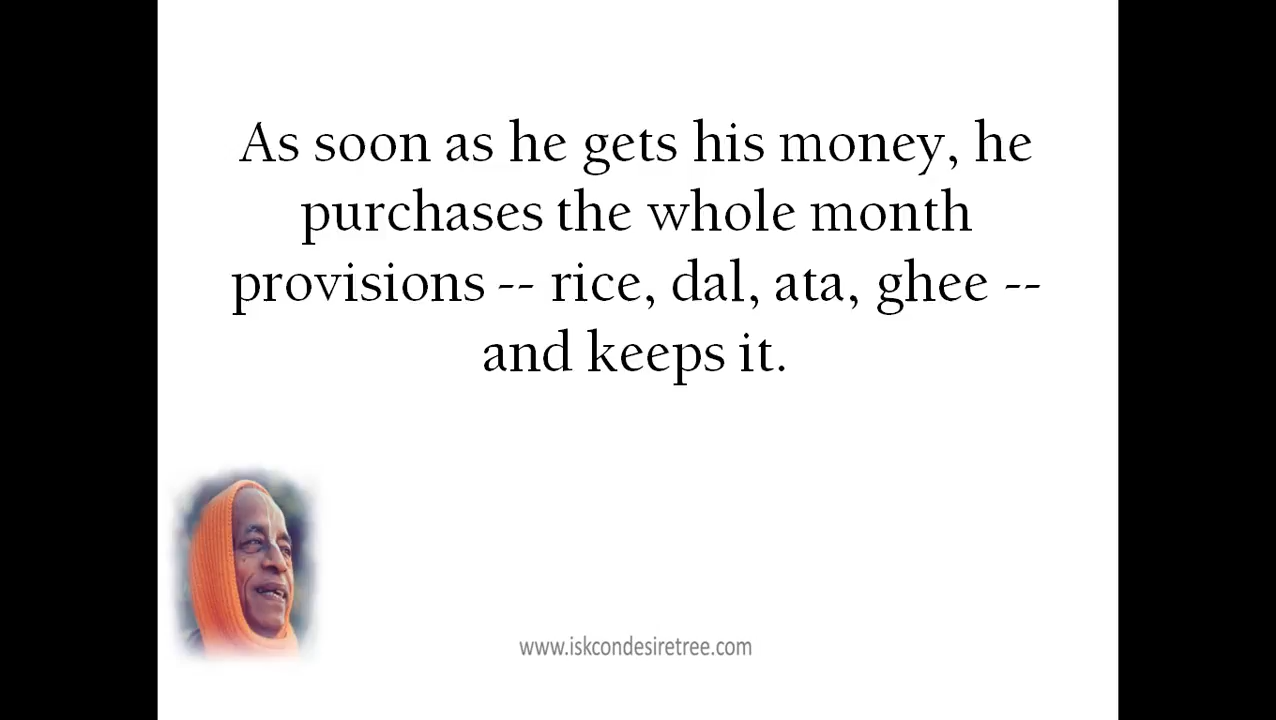 As soon as he gets his money, he
purchases the whole month
provisions -- rice, dal, ata, ghee --
and keeps it.
www.iskcondesiretree.com